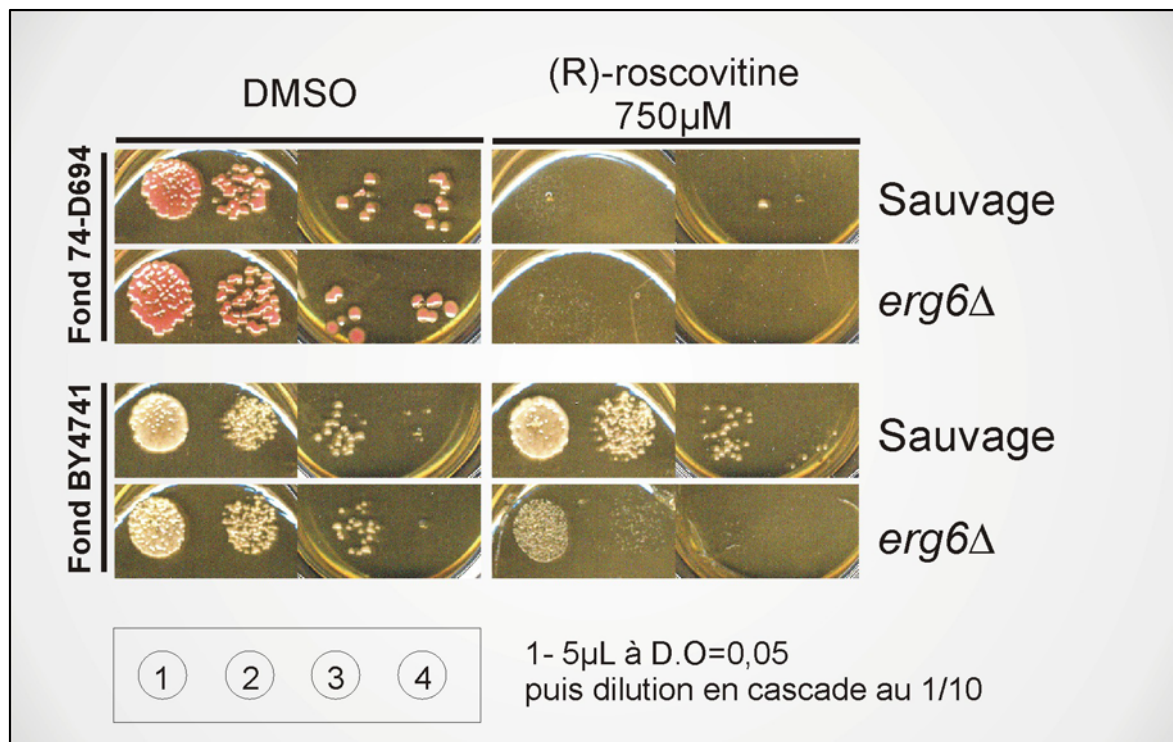 DMSO
(R)-roscovitine
750µM
Fond 74-D694
Sauvage
erg6Δ
Fond BY4741
Sauvage
erg6Δ
1 2 3 4
1- 5µL à D.O=0,05
puis dilution en cascade au 1/10